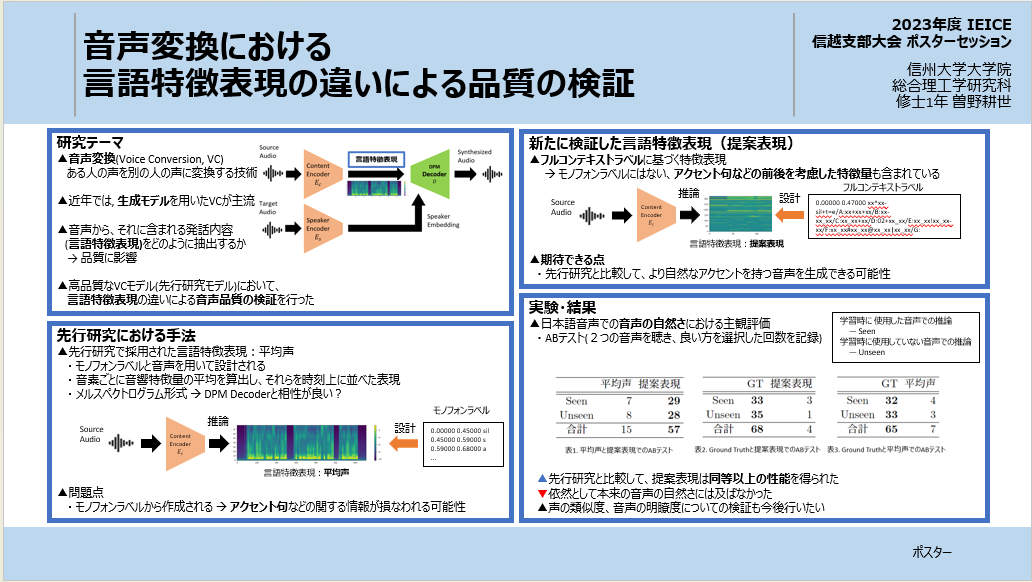 音声変換における
言語特徴表現の違いによる品質の検証
2023年度 IEICE
信越支部大会 ポスターセッション
信州大学大学院
総合理工学研究科
修士1年 曽野耕世
研究テーマ
▲音声変換(Voice Conversion, VC)
ある人の声を別の人の声に変換する技術
▲近年では, 生成モデルを用いたVCが主流
▲音声から、それに含まれる発話内容
(言語特徴表現)をどのように抽出するか
→ 品質に影響
▲高品質なVCモデル(先行研究モデル)において、
言語特徴表現の違いによる音声品質の検証を行った
Source
Audio
Content
Encoder
言語特徴表現
DPM
Decoder
Synthesized
Audio
Target
Audio
Speaker
Encoder
Speaker
Embedding
先行研究における手法
▲先行研究で採用された言語特徴表現：平均声
・モノフォンラベルと音声を用いて設計される
・音素ごとに音響特徴量の平均を算出し、それらを時刻上に並べた表現
・メルスペクトログラム形式 → DPM Decoderと相性が良い？
Source
Audio
Content
Encoder
推論
設計
モノフォンラベル
0.00000 0.45000 sil
0.45000 0.59000 s
0.59000 0.68000 a
...
言語特徴表現：平均声
▲問題点
・モノフォンラベルから作成される → アクセント句などの関する情報が損なわれる可能性
新たに検証した言語特徴表現（提案表現）
▲フルコンテキストラベルに基づく特徴表現
→ モノフォンラベルにはない、アクセント句などの前後を考慮した特徴量も含まれている
Source
Audio
Content
Encoder
推論
設計
フルコンテキストラベル
0.00000 0.47000 xx^xx-
sil+t=e/A:xx+xx+xx/B:xx-
xx_xx/C:xx_xx+xx/D:02+xx_xx/E:xx_xx!xx_xx-
xx/F:xx_xx#xx_xx@xx_xx|xx_xx/G:
言語特徴表現：提案表現
▲期待できる点
・先行研究と比較して、より自然なアクセントを持つ音声を生成できる可能性
実験・結果
▲日本語音声での音声の自然さにおける主観評価
・ABテスト(２つの音声を聴き、良い方を選択した回数を記録)
学習時に使用した音声での推論
― Seen
学習時に使用していない音声での推論
― Unseen
平均声 提案表現
Seen 7 29
Unseen 8 28
合計 15 57
表1. 平均声と提案表現でのABテスト
GT 提案表現
Seen 33 3
Unseen 35 1
合計 68 4
表2. Ground Truthと提案表現でのABテスト
GT 平均声
Seen 32 4
Unseen 33 3
合計 65 7
表3. Ground Truthと平均声でのABテスト
▲先行研究と比較して、提案表現は同等以上の性能を得られた
▼依然として本来の音声の自然さには及ばなかった
▲声の類似度、音声の明瞭度についての検証も今後行いたい
ポスター